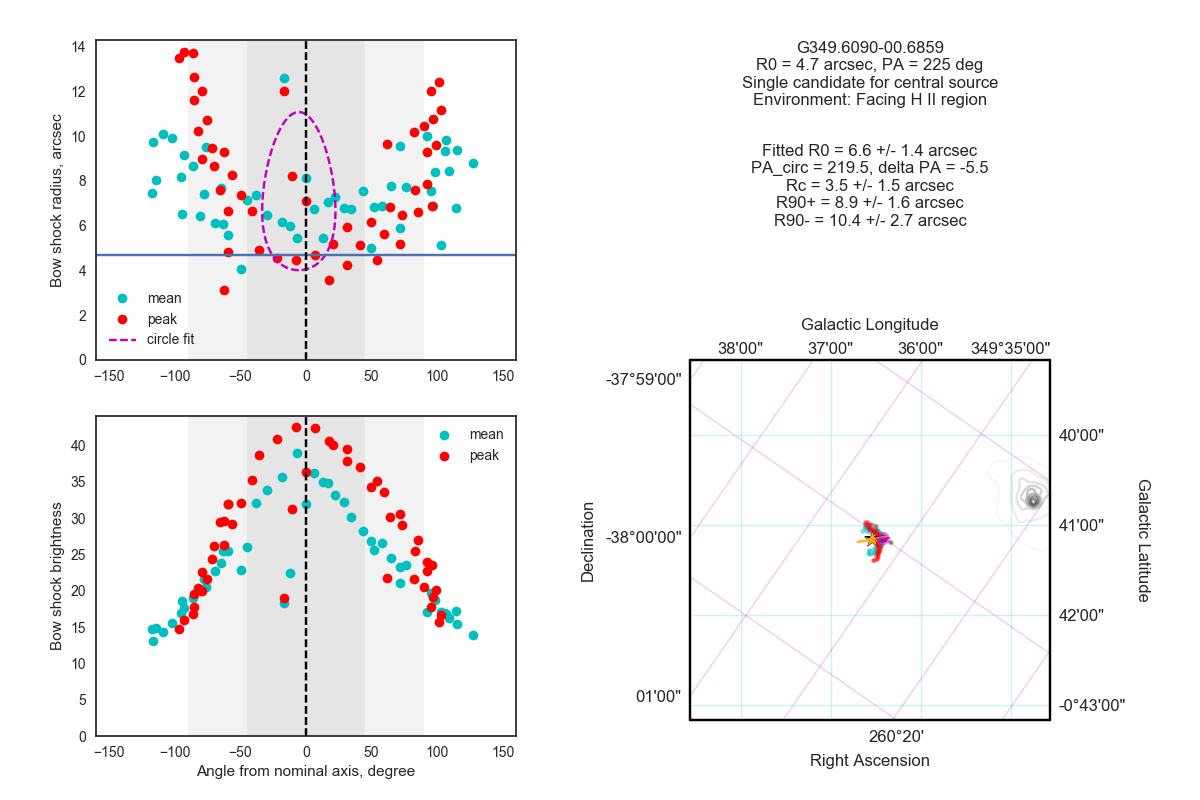 14
12
10
8
6
4
2
0
Bow shock radius, arcsec
mean
peak
circle fit
−150
−100
−50
0
50
100
150
40
35
30
25
20
15
10
5
0
Bow shock brightness
mean
peak
−150
−100
−50
0
50
100
150
Angle from nominal axis, degree
G349.6090-00.6859
R0 = 4.7 arcsec, PA = 225 deg
Single candidate for central source
Environment: Facing H II region
Fitted R0 = 6.6 +/- 1.4 arcsec
PA_circ = 219.5, delta PA = -5.5
Rc = 3.5 +/- 1.5 arcsec
R90+ = 8.9 +/- 1.6 arcsec
R90- = 10.4 +/- 2.7 arcsec
Galactic Longitude
38'00"
37'00"
36'00"
349°35'00"
-37°59'00"
-38°00'00"
01'00"
Declination
40'00"
41'00"
42'00"
-0°43'00"
Galactic Latitude
260°20'
Right Ascension